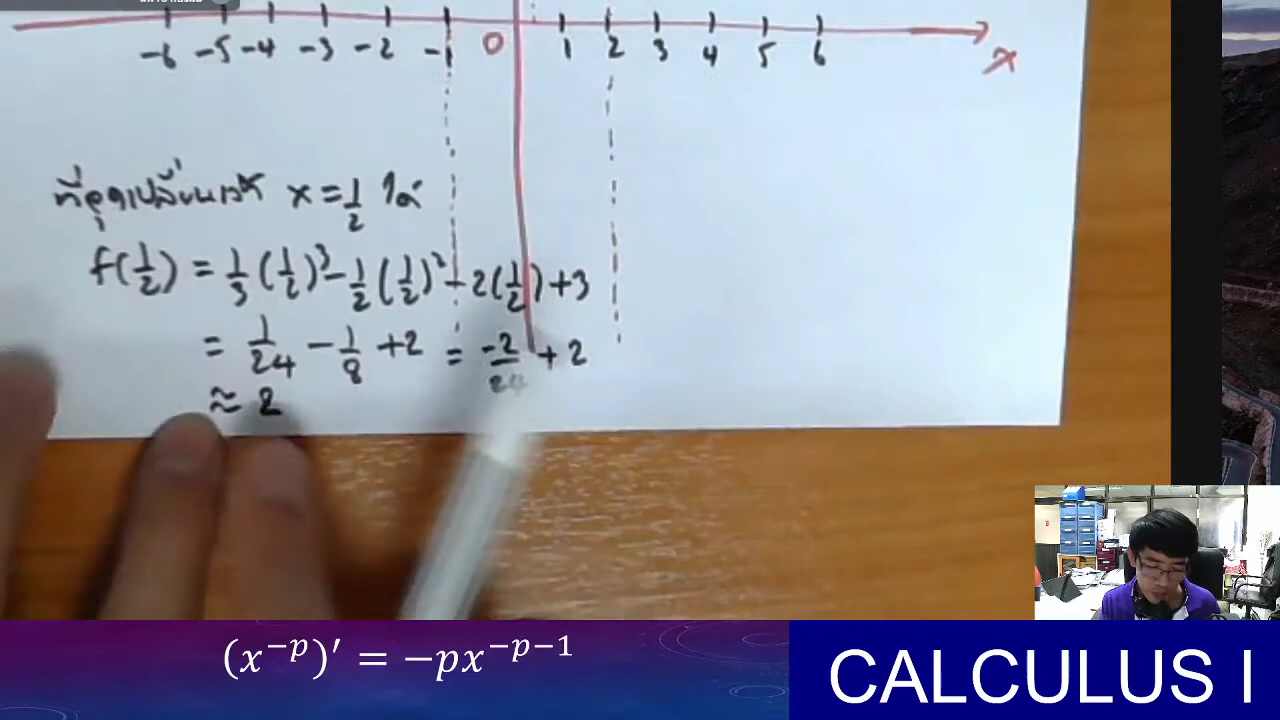 -6 -5 -4 -3 -2 -1 0 1 2 3 4 5 6 x
ที่จุดเปลี่ยนเว้า x = 1/2 ได้
f(1/2) = 1/3 (1/2)³ - 1/2 (1/2)² - 2(1/2) + 3
= 1/24 - 1/8 + 2 = -2/24 + 2
≈ 2
(x⁻ᵖ)′ = −px⁻ᵖ⁻¹
CALCULUS I